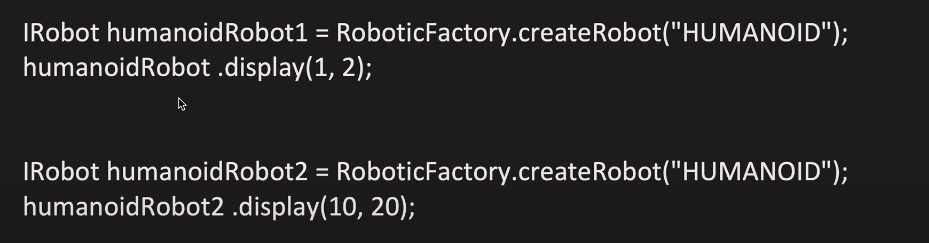 IRobot humanoidRobot1 = RoboticFactory.createRobot("HUMANOID");
humanoidRobot .display(1, 2);
IRobot humanoidRobot2 = RoboticFactory.createRobot("HUMANOID");
humanoidRobot2 .display(10, 20);